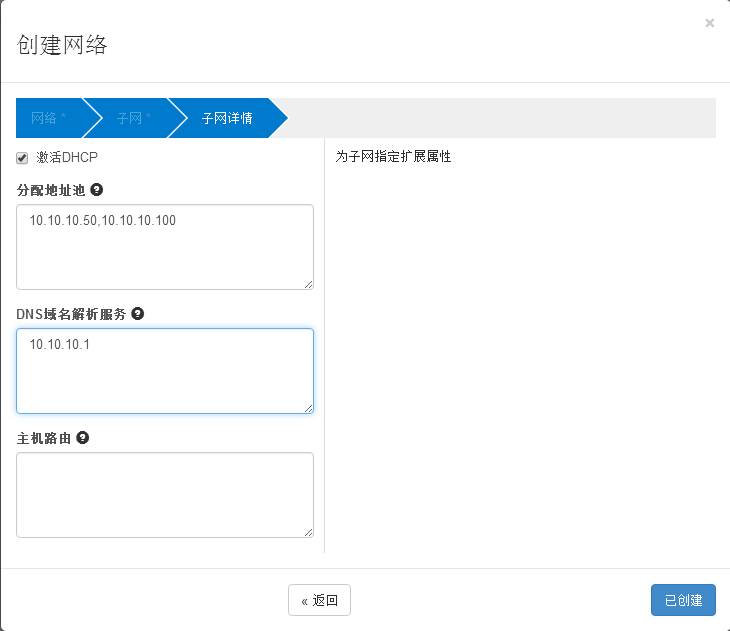 ×
创建网络
网络 * 子网 * 子网详情
激活DHCP
为子网指定扩展属性
分配地址池 ?
10.10.10.50,10.10.10.100
DNS域名解析服务 ?
10.10.10.1
主机路由 ?
« 返回
已创建